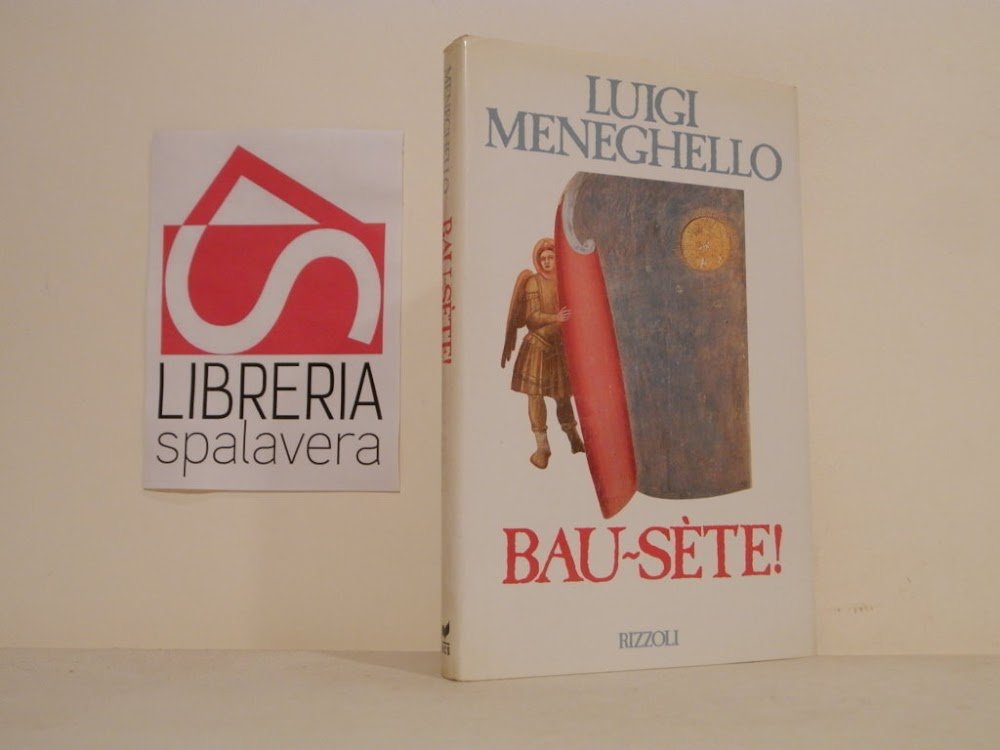 LIBRERIA
spalavera
MENEGHELLO BAU~SÈTE!
LUIGI
MENEGHELLO
BAU~SÈTE!
RIZZOLI